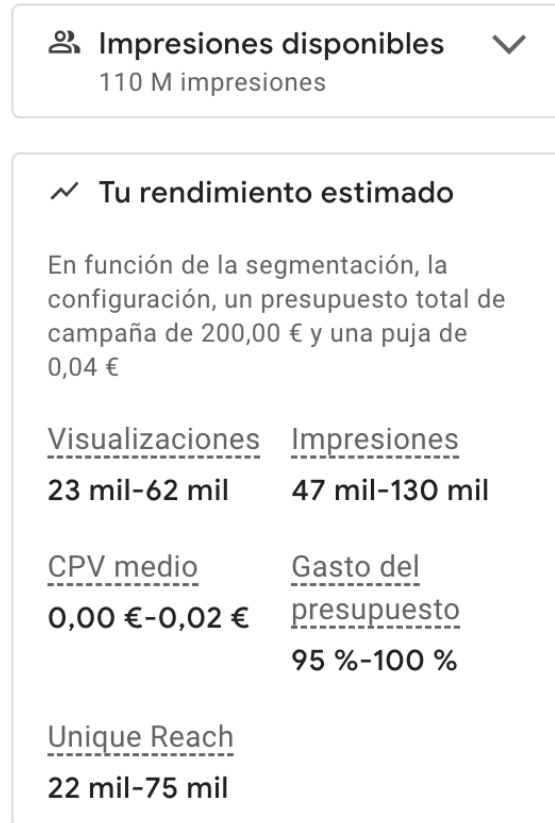 Impresiones disponibles
110 M impresiones
Tu rendimiento estimado
En función de la segmentación, la
configuración, un presupuesto total de
campaña de 200,00 € y una puja de
0,04 €
Visualizaciones
23 mil-62 mil
Impresiones
47 mil-130 mil
CPV medio
0,00 €-0,02 €
Gasto del
presupuesto
95 %-100 %
Unique Reach
22 mil-75 mil